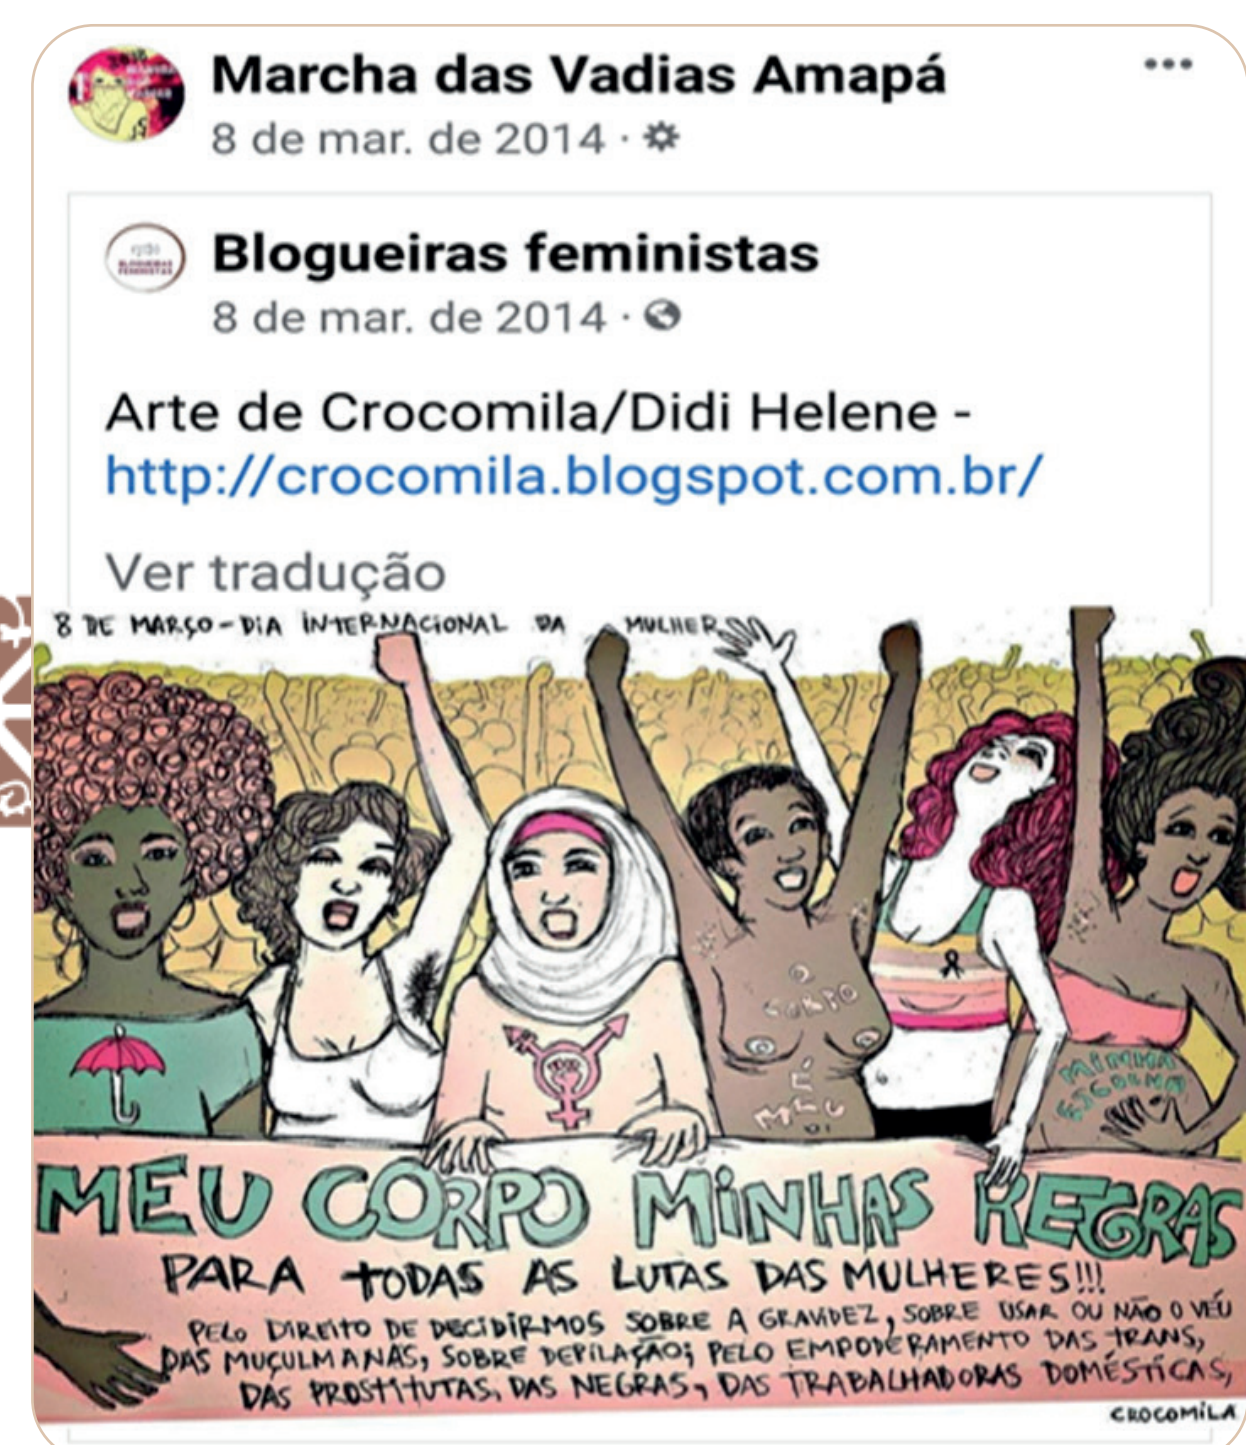 Marcha das Vadias Amapá
8 de mar. de 2014 ·
Blogueiras feministas
8 de mar. de 2014 ·
Arte de Crocomila/Didi Helene -
http://crocomila.blogspot.com.br/
Ver tradução
8 DE MARÇO - DIA INTERNACIONAL DA MULHER
CORPO
É
MEU
MINHA
ESCOLHA
MEU CORPO MINHAS REGRAS
PARA TODAS AS LUTAS DAS MULHERES!!!
PELO DIREITO DE DECIDIRMOS SOBRE A GRAVIDEZ, SOBRE USAR OU NÃO O VÉU
DAS MUÇULMANAS, SOBRE DEPILAÇÃO; PELO EMPODERAMENTO DAS TRANS,
DAS PROSTITUTAS, DAS NEGRAS, DAS TRABALHADORAS DOMÉSTICAS,
CROCOMILA